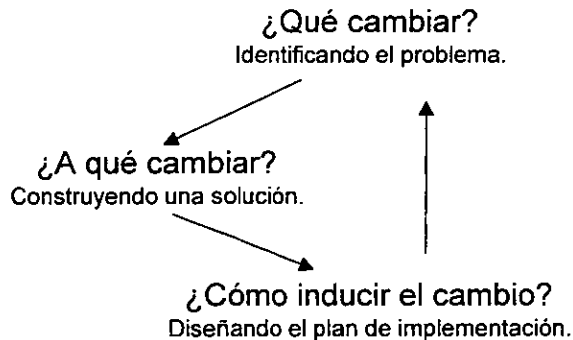 ¿Qué cambiar?
Identificando el problema.
¿A qué cambiar?
Construyendo una solución.
¿Cómo inducir el cambio?
Diseñando el plan de implementación.